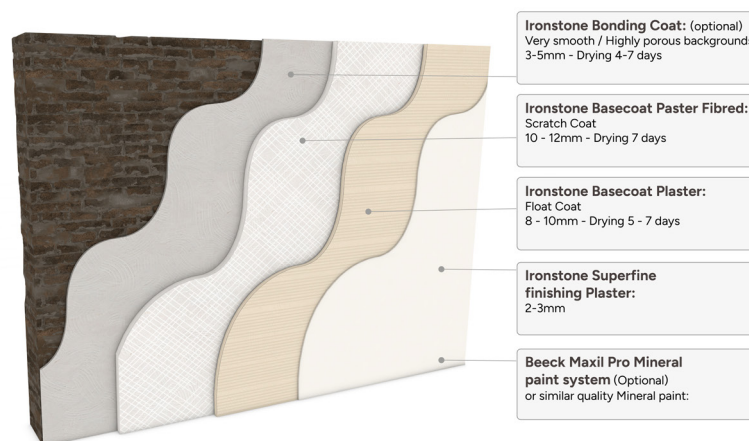 Ironstone Bonding Coat: (optional)
Very smooth / Highly porous backgrounds
3-5mm - Drying 4-7 days
Ironstone Basecoat Paster Fibred:
Scratch Coat
10 - 12mm - Drying 7 days
Ironstone Basecoat Plaster:
Float Coat
8 - 10mm - Drying 5 - 7 days
Ironstone Superfine
finishing Plaster:
2-3mm
Beeck Maxil Pro Mineral
paint system (Optional)
or similar quality Mineral paint: